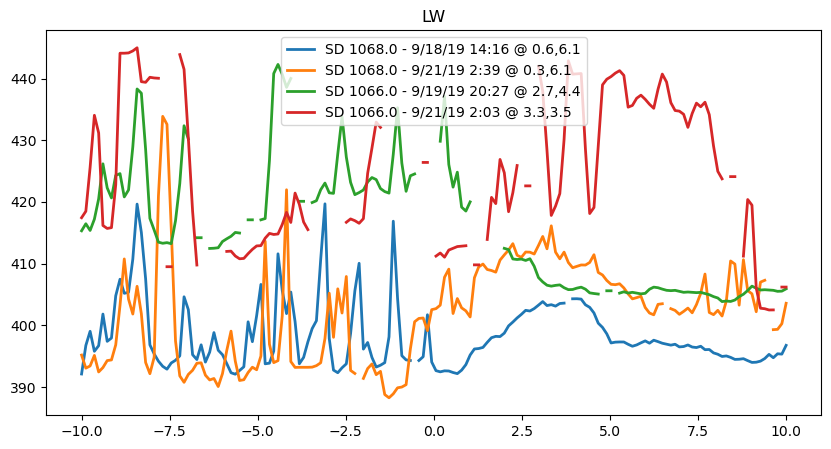 LW
SD 1068.0 - 9/18/19 14:16 @ 0.6,6.1
SD 1068.0 - 9/21/19 2:39 @ 0.3,6.1
SD 1066.0 - 9/19/19 20:27 @ 2.7,4.4
SD 1066.0 - 9/21/19 2:03 @ 3.3,3.5
440
430
420
410
400
390
−10.0 −7.5 −5.0 −2.5 0.0 2.5 5.0 7.5 10.0